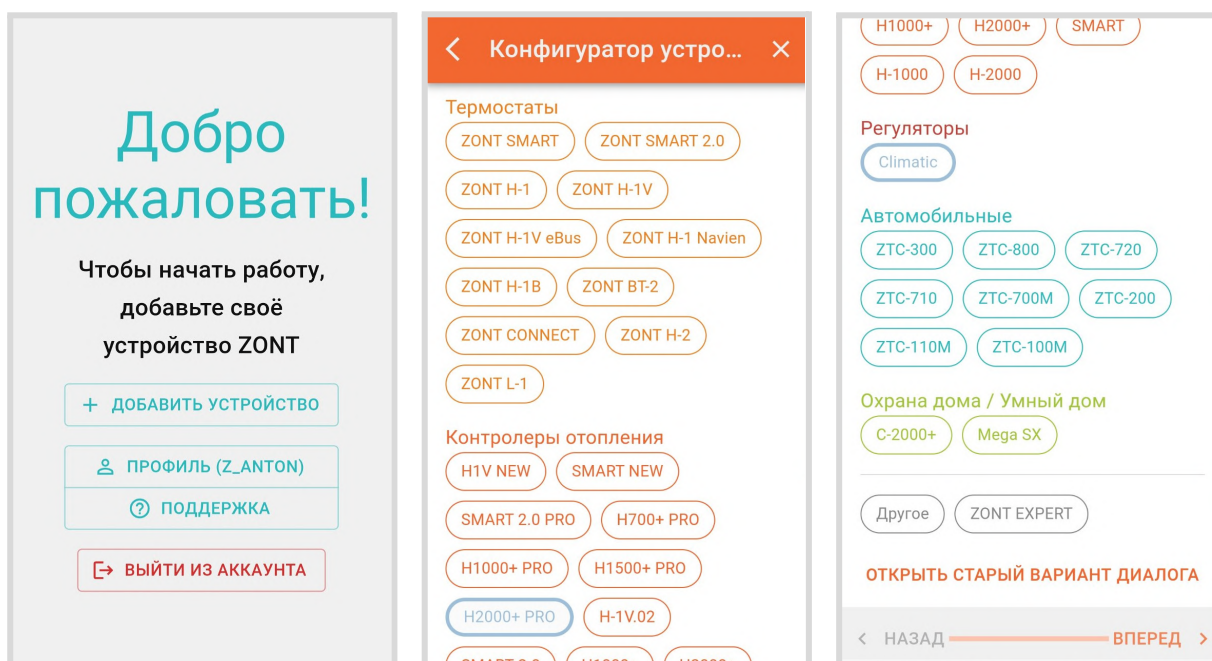 Добро
пожаловать!
Чтобы начать работу,
добавьте своё
устройство ZONT
+ ДОБАВИТЬ УСТРОЙСТВО
ПРОФИЛЬ (Z_ANTON)
ПОДДЕРЖКА
ВЫЙТИ ИЗ АККАУНТА
Конфигуратор устро...
Термостаты
ZONT SMART ZONT SMART 2.0
ZONT H-1 ZONT H-1V
ZONT H-1V eBus ZONT H-1 Navien
ZONT H-1B ZONT BT-2
ZONT CONNECT ZONT H-2
ZONT L-1
Контролеры отопления
H1V NEW SMART NEW
SMART 2.0 PRO H700+ PRO
H1000+ PRO H1500+ PRO
H2000+ PRO H-1V.02
H1000+ H2000+ SMART
H-1000 H-2000
Регуляторы
Climatic
Автомобильные
ZTC-300 ZTC-800 ZTC-720
ZTC-710 ZTC-700M ZTC-200
ZTC-110M ZTC-100M
Охрана дома / Умный дом
C-2000+ Mega SX
Другое ZONT EXPERT
ОТКРЫТЬ СТАРЫЙ ВАРИАНТ ДИАЛОГА
НАЗАД ВПЕРЕД